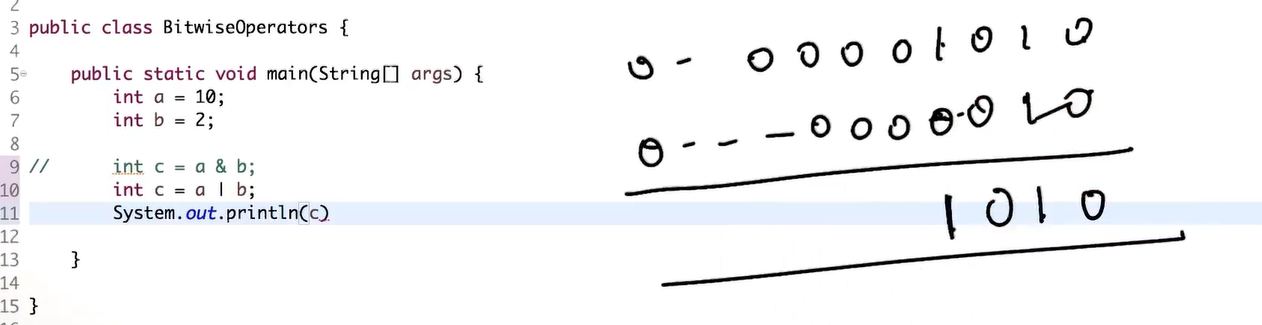 2
3 public class BitwiseOperators {
4
5 public static void main(String[] args) {
6 int a = 10;
7 int b = 2;
8
9 // int c = a & b;
10 int c = a | b;
11 System.out.println(c)
12
13 }
14
15 }
0 - 0 0 0 0 1 0 1 0
0 - - - 0 0 0 0 0 1 0
1 0 1 0